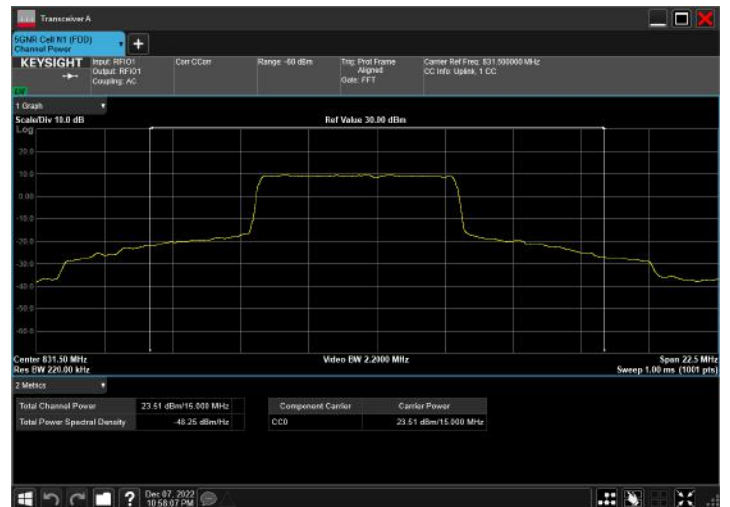 Transceiver A
5GNR Cell N1 (FDD)
Channel Power
KEYSIGHT
Input: RFIO1
Output: RFIO1
Coupling: AC
Corr CCorr
Range: -60 dBm
Trig: Prot Frame
Aligned
Gate: FFT
Carrier Ref Freq: 831.500000 MHz
CC Info: Uplink, 1 CC
1 Graph
Scale/Div 10.0 dB
Ref Value 30.00 dBm
Log
20.0
10.0
0.00
-10.0
-20.0
-30.0
-40.0
-50.0
-60.0
Center 831.50 MHz
Video BW 2.2000 MHz
Span 22.5 MHz
Res BW 220.00 kHz
Sweep 1.00 ms (1001 pts)
2 Metrics
Total Channel Power 23.51 dBm/15.000 MHz
Component Carrier Carrier Power
Total Power Spectral Density -48.25 dBm/Hz
CC0 23.51 dBm/15.000 MHz
?
Dec 07, 2022
10:58:07 PM